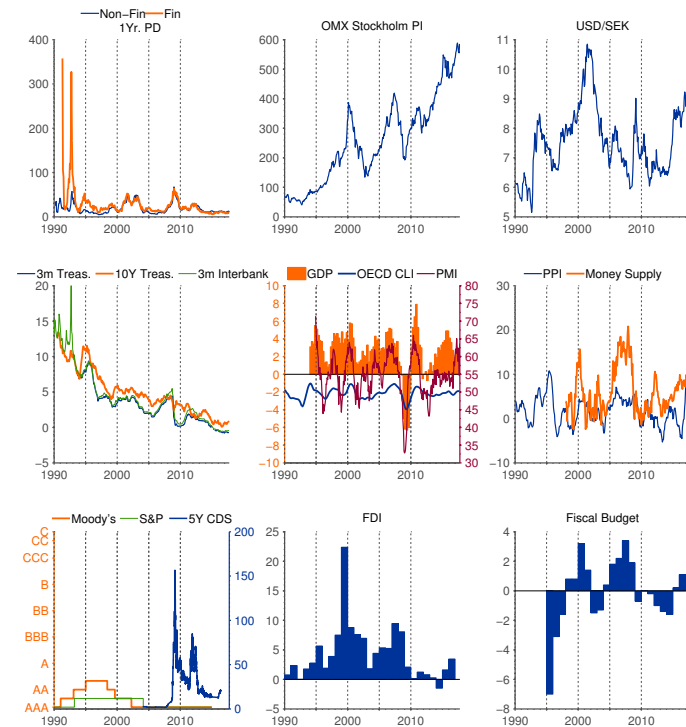 Non−Fin Fin
1Yr. PD
400
300
200
100
0
1990 2000 2010
OMX Stockholm PI
600
500
400
300
200
100
0
1990 2000 2010
USD/SEK
11
10
9
8
7
6
5
1990 2000 2010
3m Treas. 10Y Treas. 3m Interbank
20
15
10
5
0
−5
1990 2000 2010
GDP OECD CLI PMI
10 80
8 75
6 70
4 65
2 60
0 55
−2 50
−4 45
−6 40
−8 35
−10 30
1990 2000 2010
PPI Money Supply
30
20
10
0
−10
1990 2000 2010
Moody's S&P 5Y CDS
C 200
CC
CCC 150
B
BB 100
BBB
A 50
AA
AAA 0
1990 2000 2010
FDI
25
20
15
10
5
0
−5
1990 2000 2010
Fiscal Budget
4
2
0
−2
−4
−6
−8
1990 2000 2010